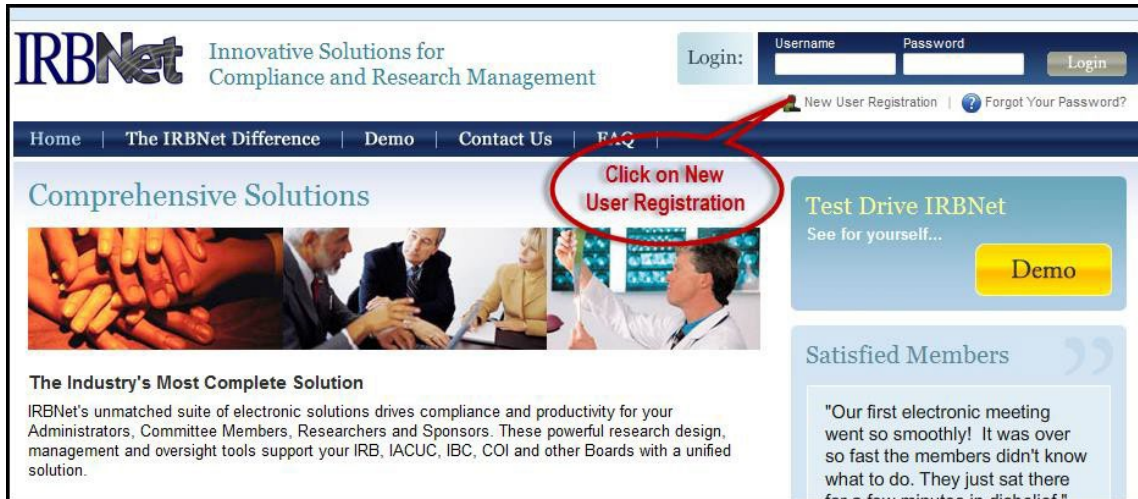 IRBNet
Innovative Solutions for
Compliance and Research Management
Login:
Username
Password
Login
New User Registration | ? Forgot Your Password?
Home | The IRBNet Difference | Demo | Contact Us | FAQ |
Click on New
User Registration
Comprehensive Solutions
The Industry's Most Complete Solution
IRBNet's unmatched suite of electronic solutions drives compliance and productivity for your
Administrators, Committee Members, Researchers and Sponsors. These powerful research design,
management and oversight tools support your IRB, IACUC, IBC, COI and other Boards with a unified
solution.
Test Drive IRBNet
See for yourself...
Demo
Satisfied Members
"Our first electronic meeting
went so smoothly! It was over
so fast the members didn't know
what to do. They just sat there
for a few minutes in disbelief."